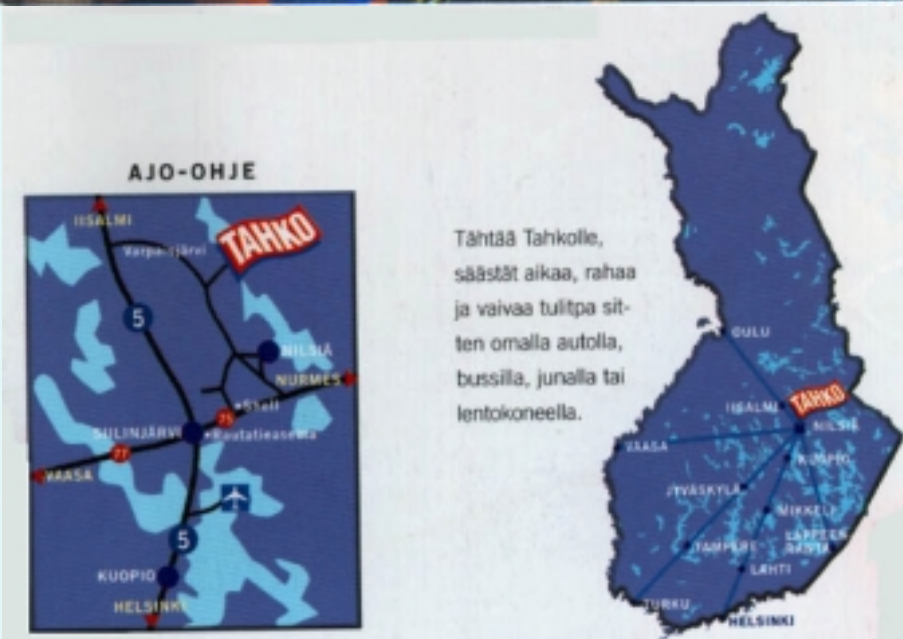 AJO-OHJE
IISALMI
Varpaisjärvi
TAHKO
5
NILSIÄ
NURMES
Shell
75
SIILINJÄRVI
Rautatieasema
77
VAASA
5
KUOPIO
HELSINKI
Tähtää Tahkolle,
säästät aikaa, rahaa
ja vaivaa tulitpa sit-
ten omalla autolla,
bussilla, junalla tai
lentokoneella.
OULU
TAHKO
IISALMI
NILSIÄ
VAASA
KUOPIO
JYVÄSKYLÄ
MIKKELI
TAMPERE
LAPPEEN
RANTA
LAHTI
TURKU
HELSINKI